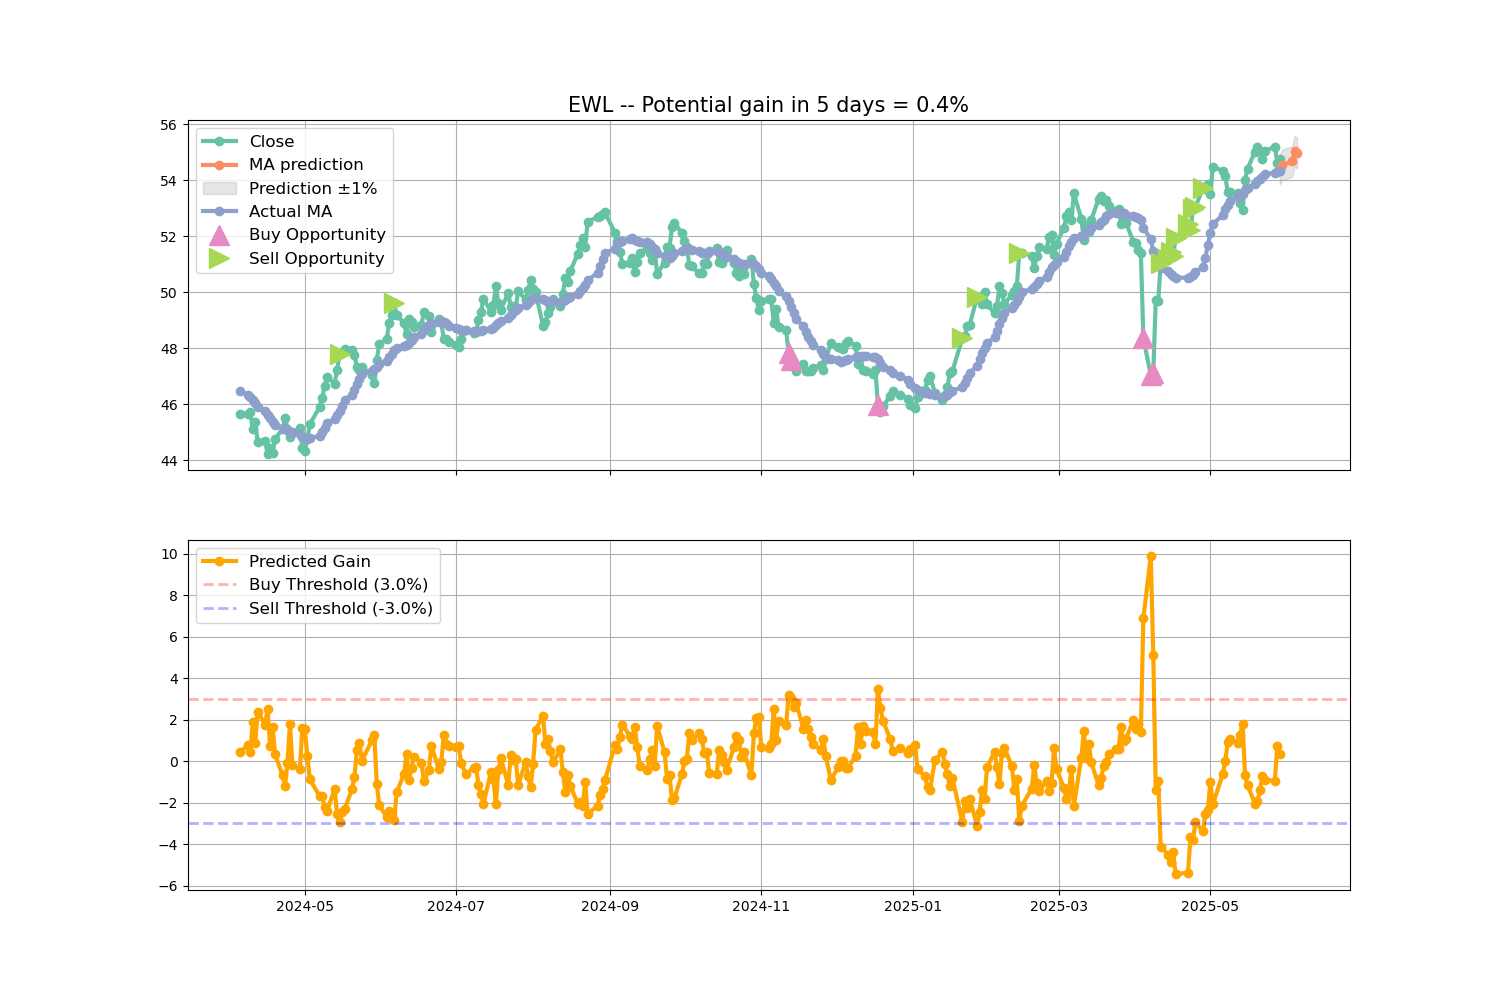 EWL -- Potential gain in 5 days = 0.4%
56
54
52
50
48
46
44
Close
MA prediction
Prediction ±1%
Actual MA
Buy Opportunity
Sell Opportunity
10
8
6
4
2
0
−2
−4
−6
Predicted Gain
Buy Threshold (3.0%)
Sell Threshold (-3.0%)
2024-05
2024-07
2024-09
2024-11
2025-01
2025-03
2025-05